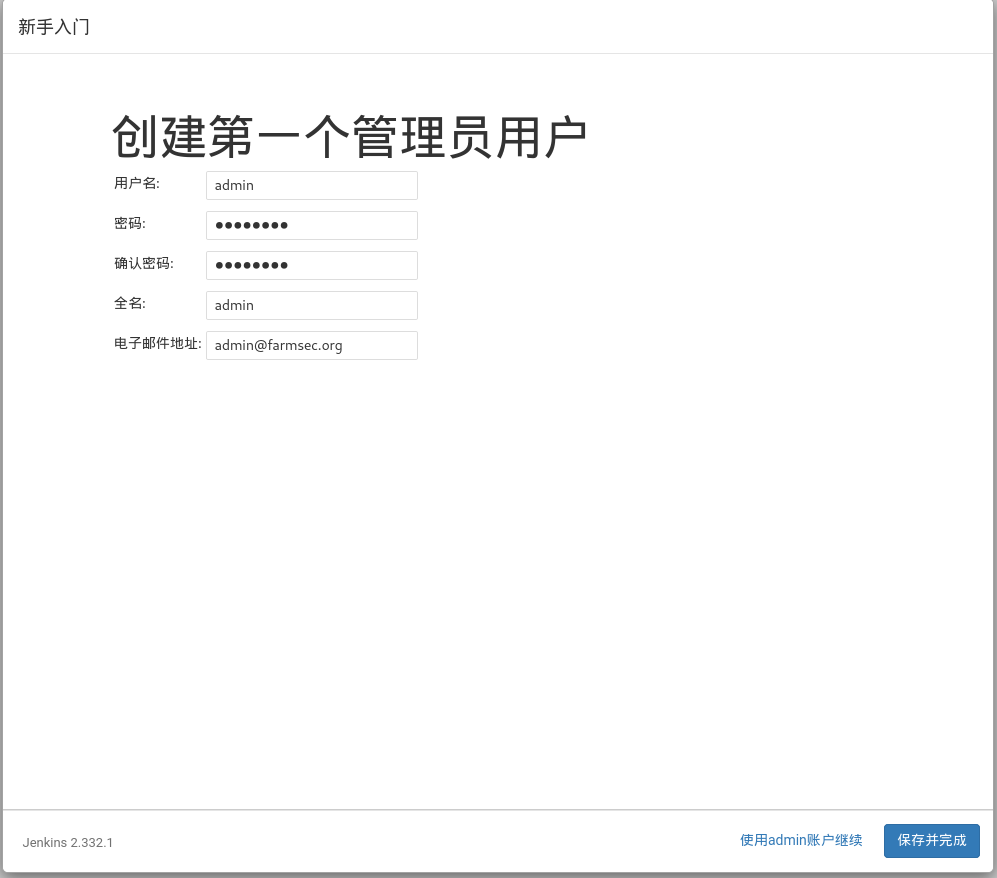 新手入门
创建第一个管理员用户
用户名: admin
密码: ●●●●●●●●
确认密码: ●●●●●●●●
全名: admin
电子邮件地址: admin@farmsec.org
Jenkins 2.332.1 使用admin账户继续 保存并完成